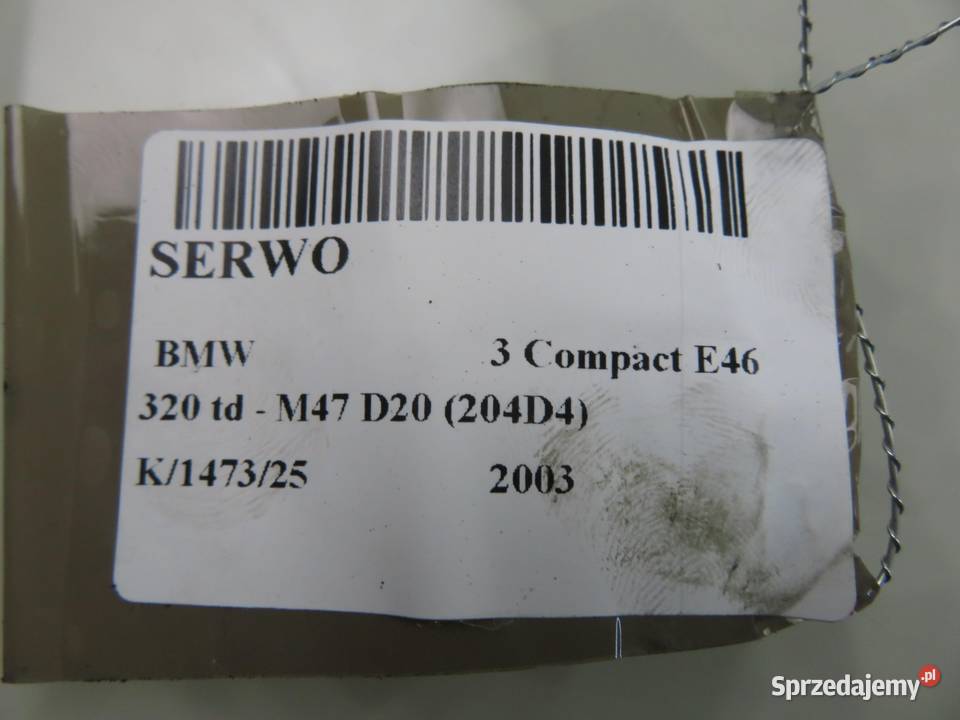 SERWO
BMW 3 Compact E46
320 td - M47 D20 (204D4)
K/1473/25 2003
Sprzedajemy.pl